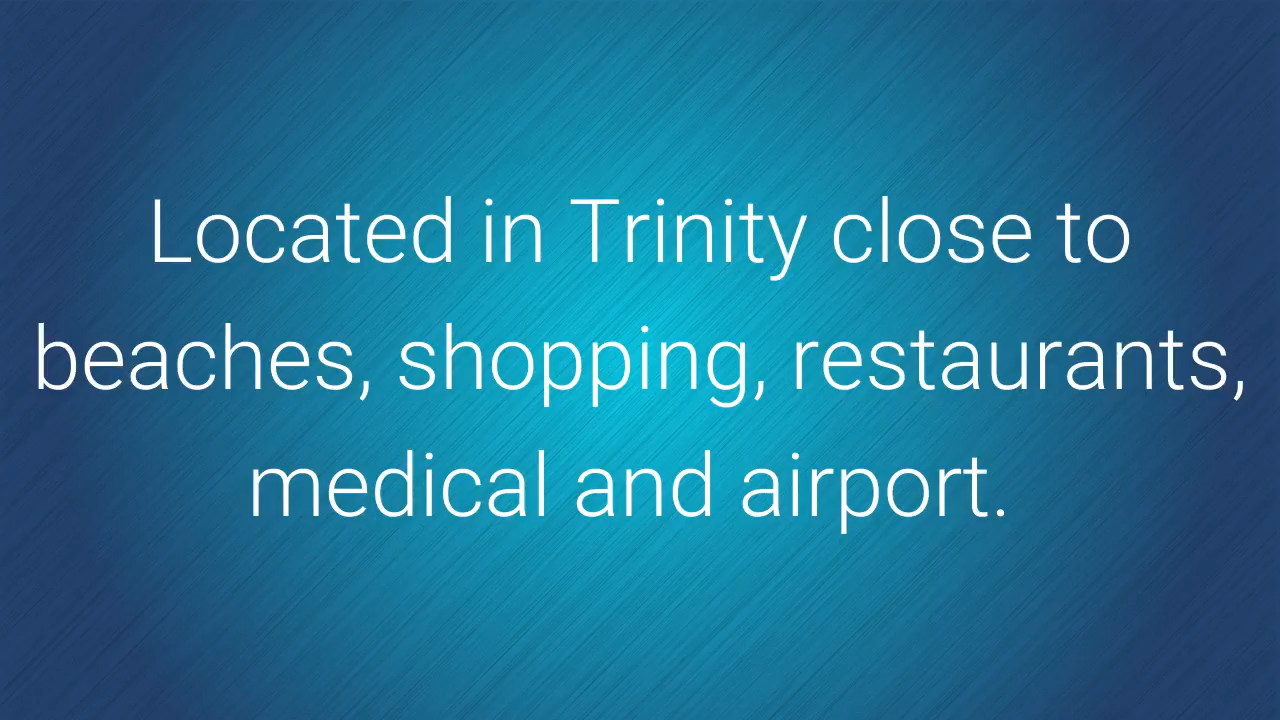 Located in Trinity close to
beaches, shopping, restaurants,
medical and airport.